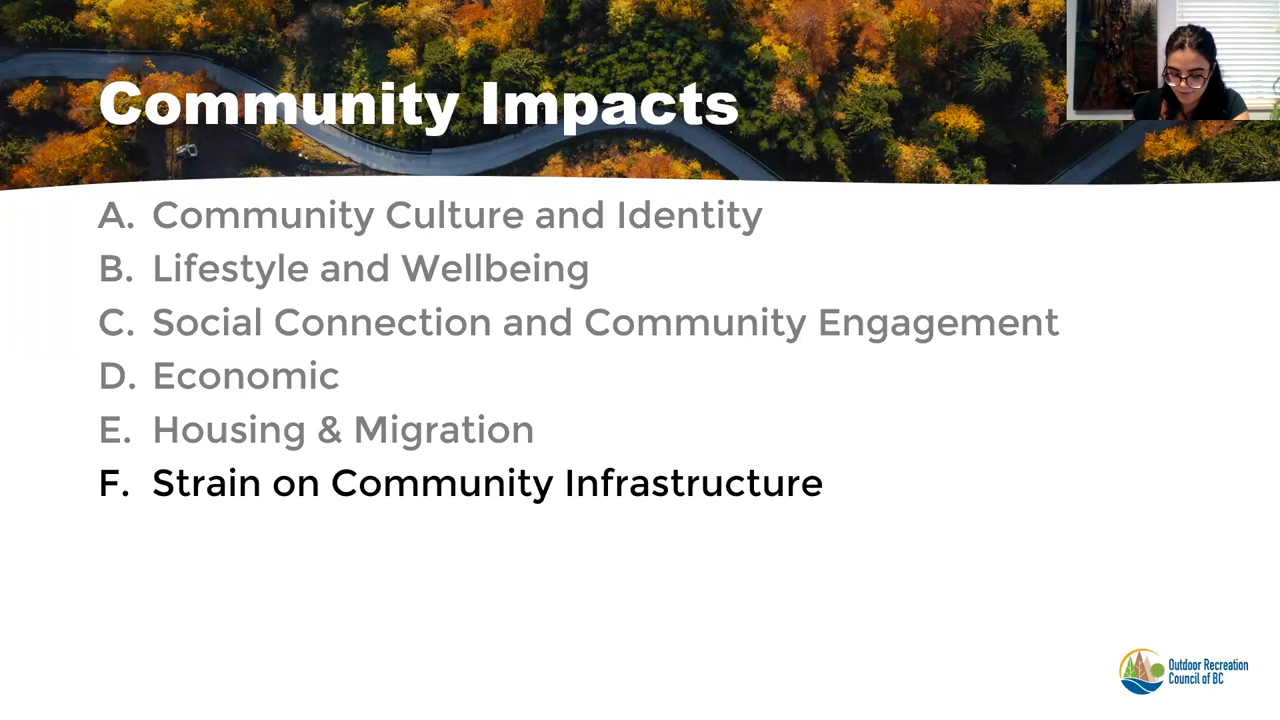 Community Impacts
A. Community Culture and Identity
B. Lifestyle and Wellbeing
C. Social Connection and Community Engagement
D. Economic
E. Housing & Migration
F. Strain on Community Infrastructure
Outdoor Recreation
Council of BC